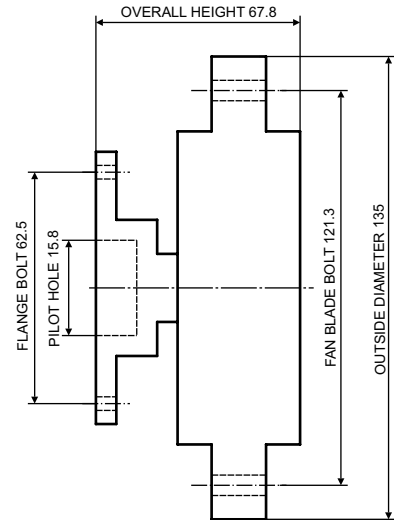 OVERALL HEIGHT 67.8
FLANGE BOLT 62.5
PILOT HOLE 15.8
FAN BLADE BOLT 121.3
OUTSIDE DIAMETER 135